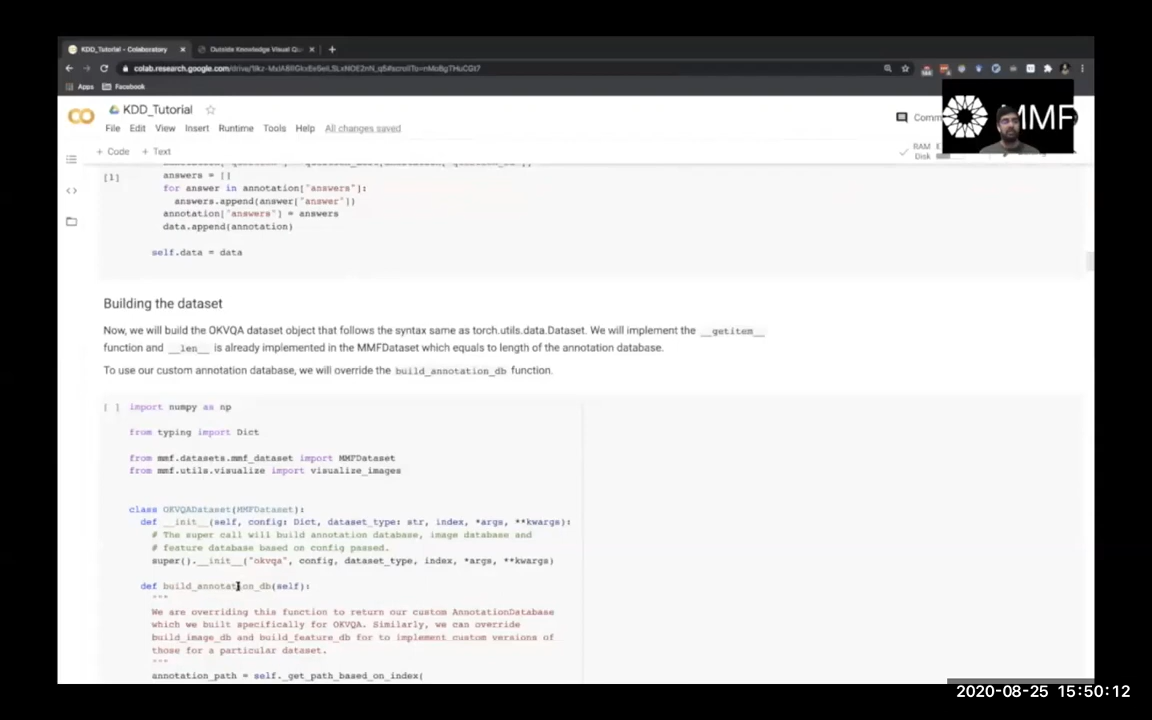 KDD_Tutorial - Colaboratory
Outside Knowledge Visual Qu
colab.research.google.com
Apps
Facebook
KDD_Tutorial
File Edit View Insert Runtime Tools Help All changes saved
Comm
MMF
+ Code + Text
RAM
Disk
[1]
answers = []
for answer in annotation["answers"]:
answers.append(answer["answer"])
annotation["answers"] = answers
data.append(annotation)
self.data = data
Building the dataset
Now, we will build the OKVQA dataset object that follows the syntax same as torch.utils.data.Dataset. We will implement the __getitem__
function and __len__ is already implemented in the MMFDataset which equals to length of the annotation database.
To use our custom annotation database, we will override the build_annotation_db function.
[ ] import numpy as np
from typing import Dict
from mmf.datasets.mmf_dataset import MMFDataset
from mmf.utils.visualize import visualize_images
class OKVQADataset(MMFDataset):
def __init__(self, config: Dict, dataset_type: str, index, *args, **kwargs):
# The super call will build annotation database, image database and
# feature database based on config passed.
super().__init__("okvqa", config, dataset_type, index, *args, **kwargs)
def build_annotation_db(self):
"""
We are overriding this function to return our custom AnnotationDatabase
which we built specifically for OKVQA. Similarly, we can override
build_image_db and build_feature_db for to implement custom versions of
those for a particular dataset.
"""
annotation_path = self._get_path_based_on_index(
2020-08-25 15:50:12